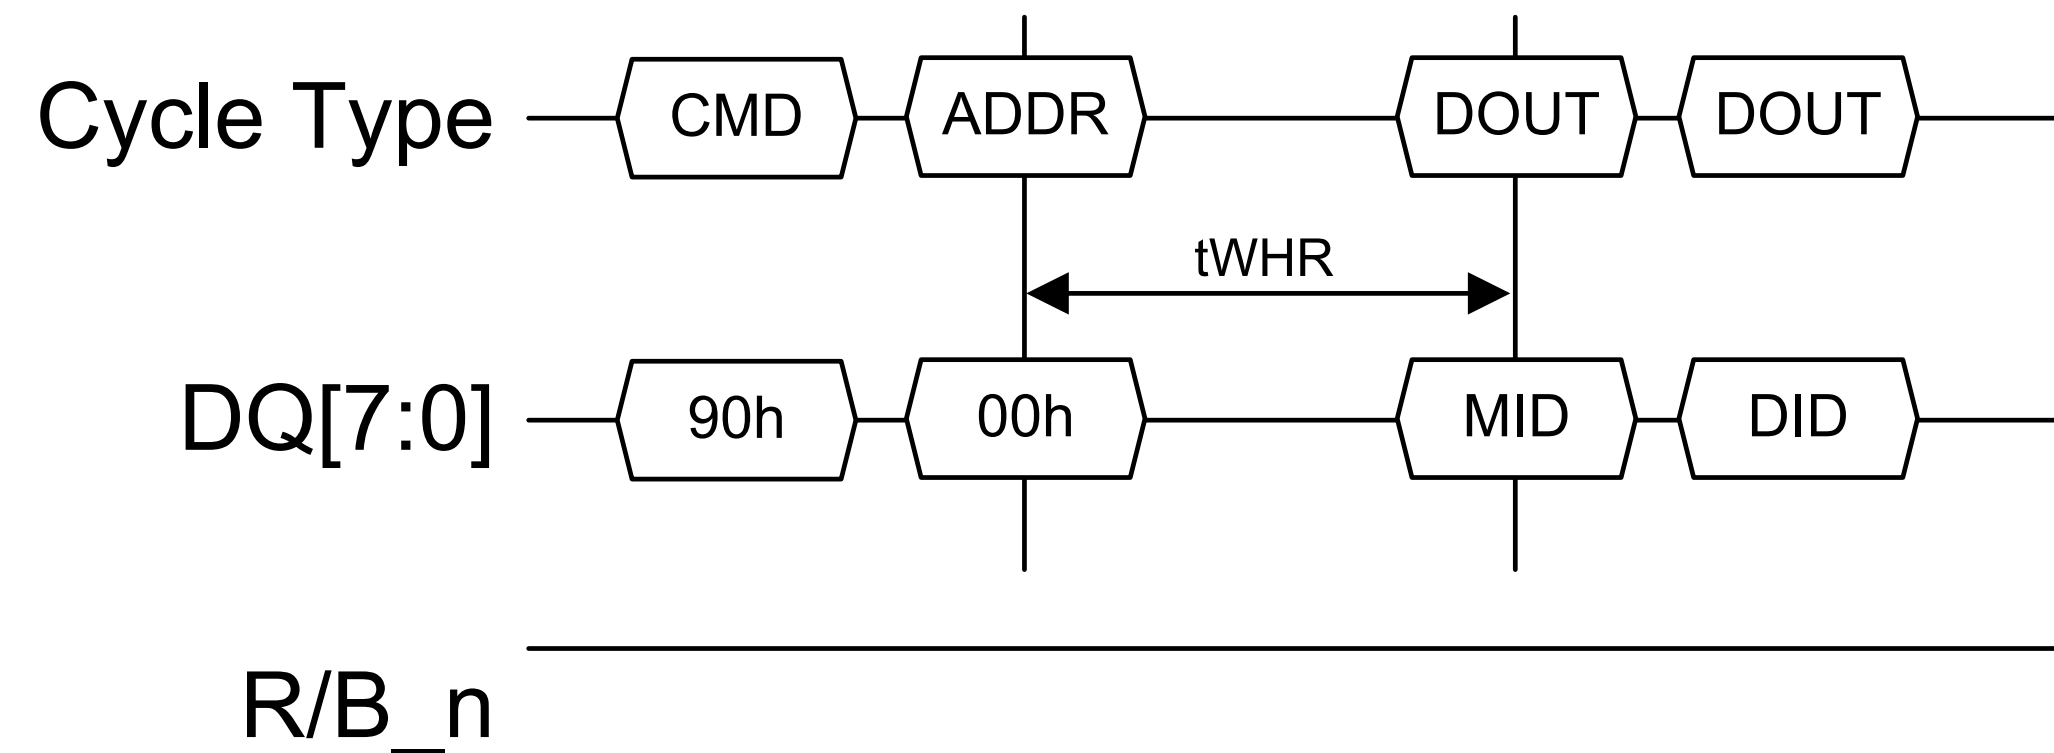 Cycle Type CMD ADDR DOUT DOUT
tWHR
DQ[7:0] 90h 00h MID DID
R/B_n